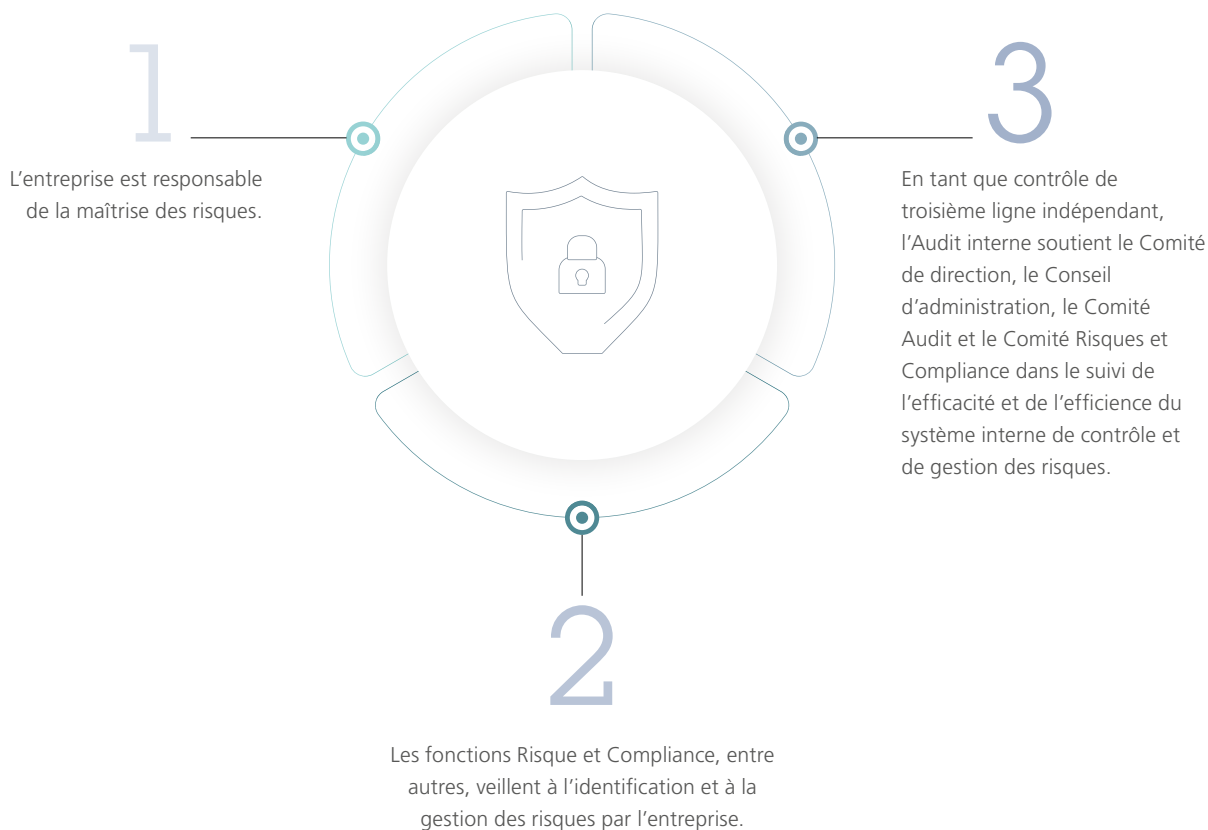 1
L’entreprise est responsable
de la maîtrise des risques.
3
En tant que contrôle de
troisième ligne indépendant,
l’Audit interne soutient le Comité
de direction, le Conseil
d’administration, le Comité
Audit et le Comité Risques et
Compliance dans le suivi de
l’efficacité et de l’efficience du
système interne de contrôle et
de gestion des risques.
2
Les fonctions Risque et Compliance, entre
autres, veillent à l’identification et à la
gestion des risques par l’entreprise.